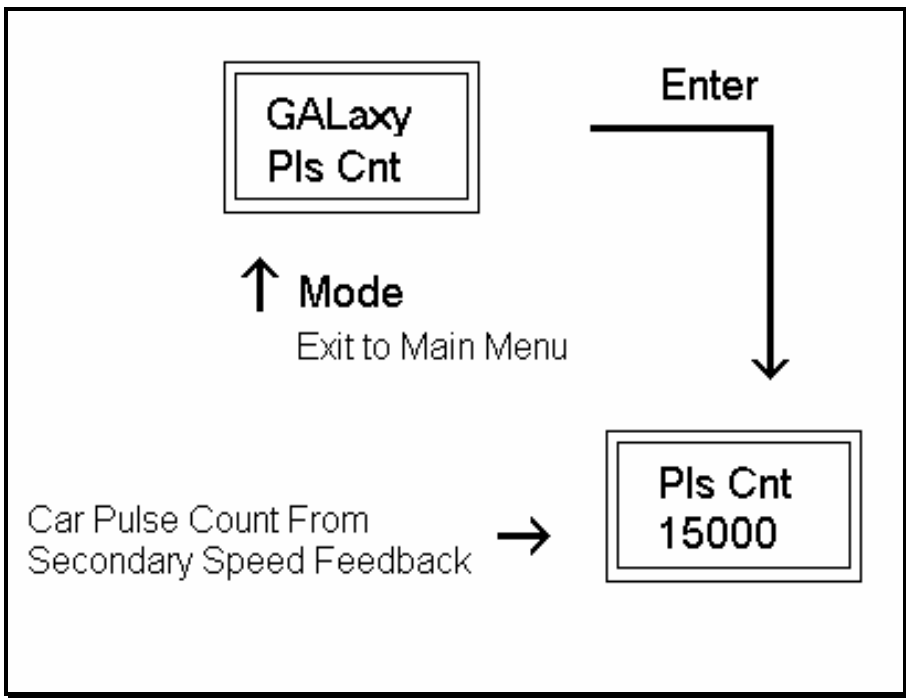 GALaxy
Pls Cnt
Enter
Mode
Exit to Main Menu
Car Pulse Count From
Secondary Speed Feedback
Pls Cnt
15000